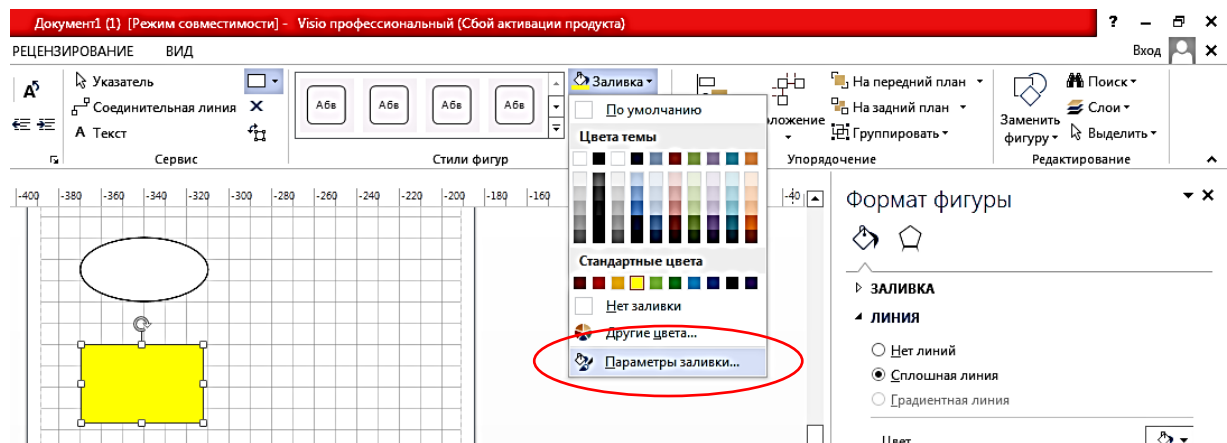 Документ1 (1) [Режим совместимости] - Visio профессиональный (Сбой активации продукта)
? – ×
РЕЦЕНЗИРОВАНИЕ ВИД Вход
Указатель Заливка На передний план Поиск
Соединительная линия Абв Абв Абв Абв На задний план Слои
А Текст Группировать Заменить фигуру Выделить
Сервис Стили фигур Упорядочение Редактирование
По умолчанию
Цвета темы
Стандартные цвета
Нет заливки
Другие цвета...
Параметры заливки...
-400 -380 -360 -340 -320 -300 -280 -260 -240 -220 -200 -180 -160 -40
Формат фигуры
ЗАЛИВКА
ЛИНИЯ
Нет линий
Сплошная линия
Градиентная линия
Цвет